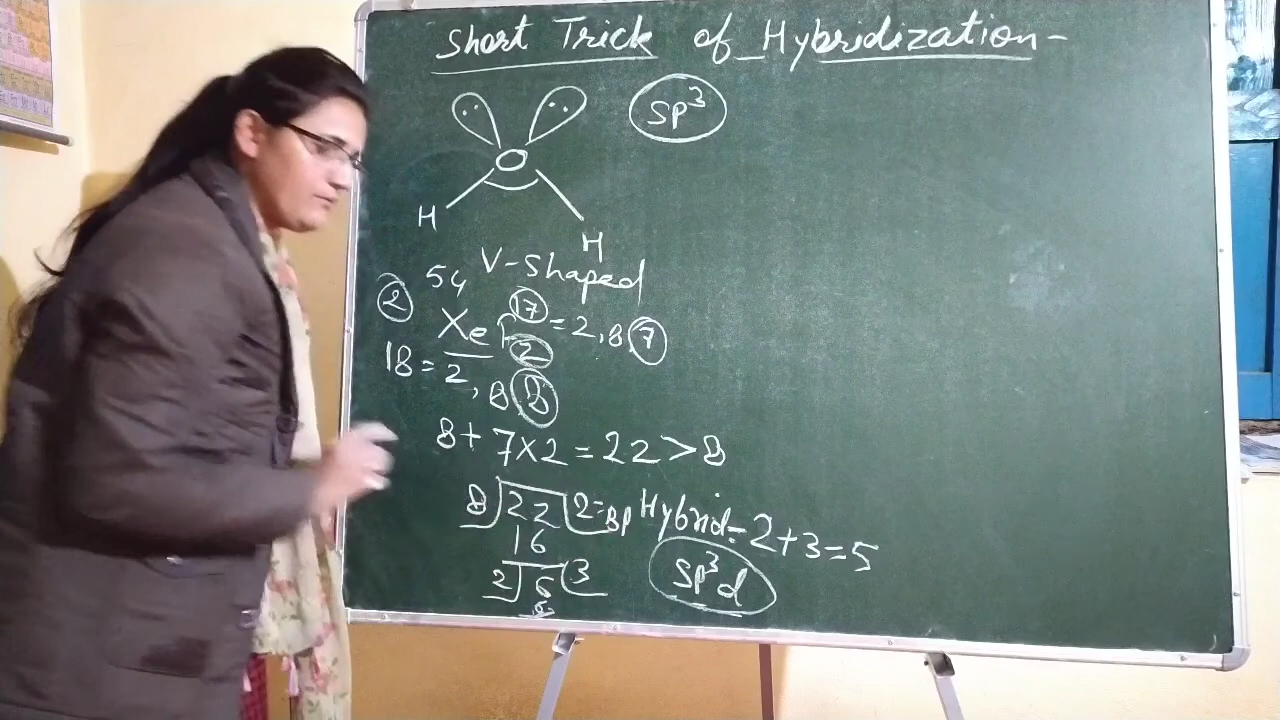 Short Trick of Hybridization-
sp³
O
H
H
V-Shaped
② 54
XeF₂ 17 = 2,8 7
18 = 2, 8 8
8 + 7×2 = 22 > 8
8)22(2=BP Hybrid = 2+3=5
16
2)6(3
6
sp³d